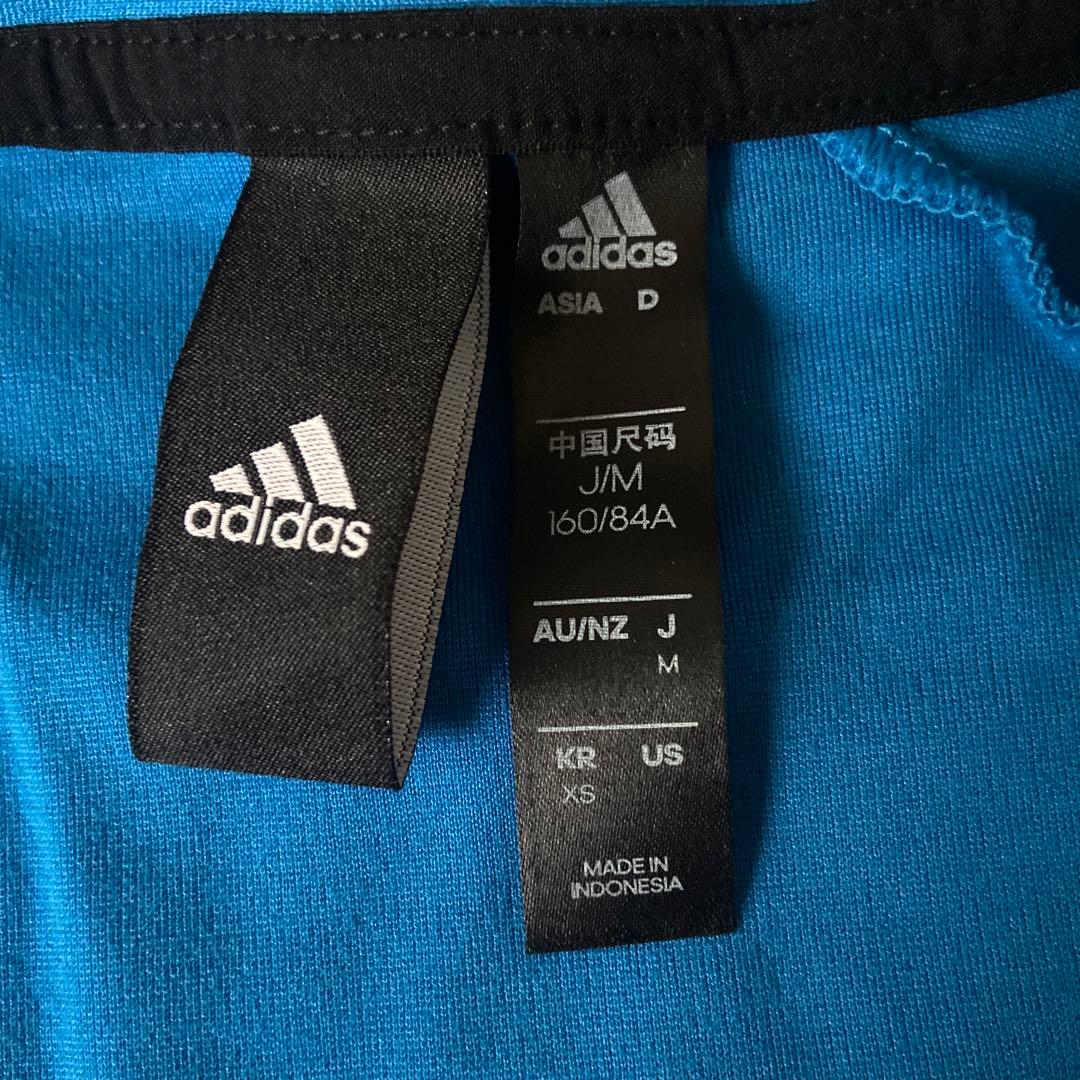 adidas
adidas
ASIA D
中国尺码
J/M
160/84A
AU/NZ J
M
KR US
XS
MADE IN
INDONESIA